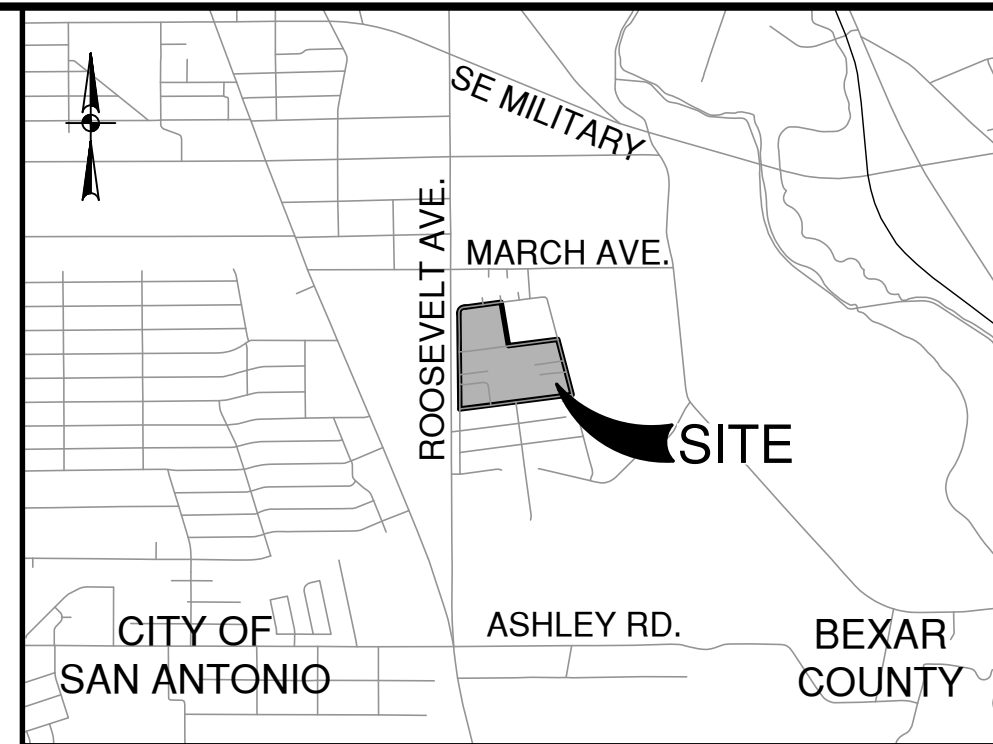 SE MILITARY
ROOSEVELT AVE.
MARCH AVE.
SITE
ASHLEY RD.
CITY OF
SAN ANTONIO
BEXAR
COUNTY